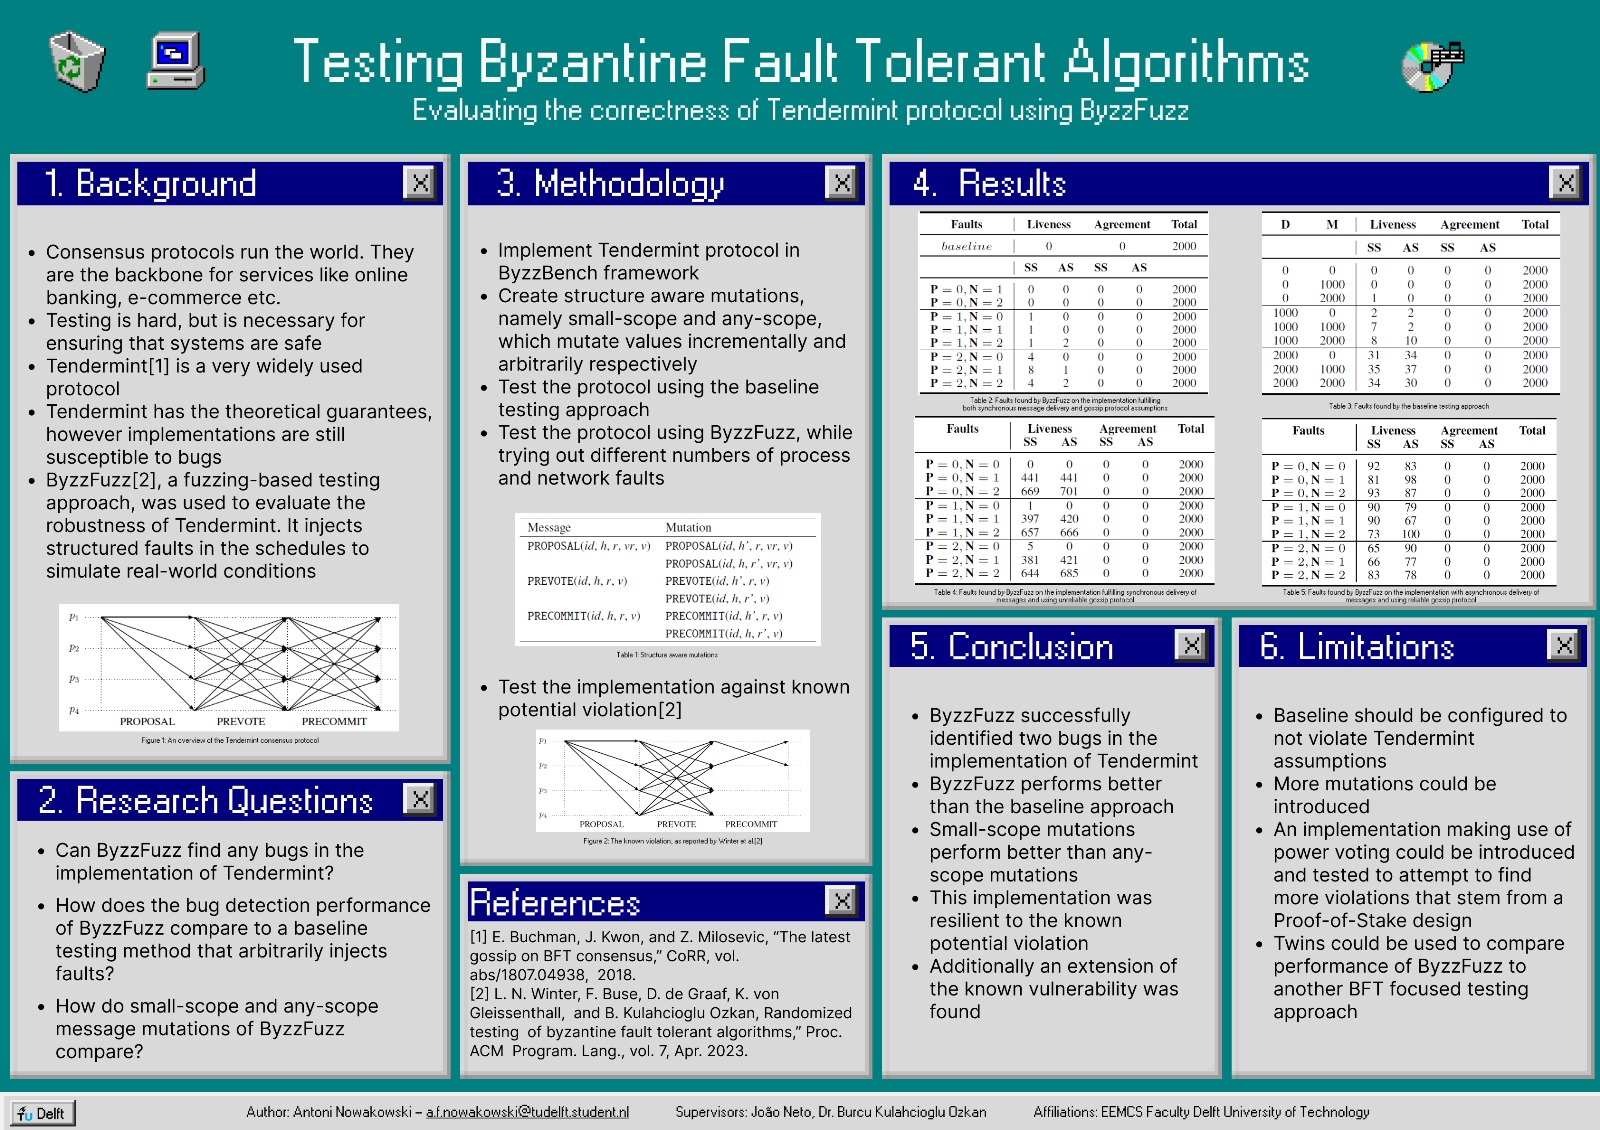 Testing Byzantine Fault Tolerant Algorithms
Evaluating the correctness of Tendermint protocol using ByzzFuzz
1. Background
• Consensus protocols run the world. They
are the backbone for services like online
banking, e-commerce etc.
• Testing is hard, but is necessary for
ensuring that systems are safe
• Tendermint[1] is a very widely used
protocol
• Tendermint has the theoretical guarantees,
however implementations are still
susceptible to bugs
• ByzzFuzz[2], a fuzzing-based testing
approach, was used to evaluate the
robustness of Tendermint. It injects
structured faults in the schedules to
simulate real-world conditions
p1
p2
p3
p4
PROPOSAL PREVOTE PRECOMMIT
Figure 1: An overview of the Tendermint consensus protocol
2. Research Questions
• Can ByzzFuzz find any bugs in the
implementation of Tendermint?
• How does the bug detection performance
of ByzzFuzz compare to a baseline
testing method that arbitrarily injects
faults?
• How do small-scope and any-scope
message mutations of ByzzFuzz
compare?
3. Methodology
• Implement Tendermint protocol in
ByzzBench framework
• Create structure aware mutations,
namely small-scope and any-scope,
which mutate values incrementally and
arbitrarily respectively
• Test the protocol using the baseline
testing approach
• Test the protocol using ByzzFuzz, while
trying out different numbers of process
and network faults
Message Mutation
PROPOSAL(id, h, r, vr, v) PROPOSAL(id, h', r, vr, v)
PROPOSAL(id, h, r', vr, v)
PREVOTE(id, h, r, v) PREVOTE(id, h', r, v)
PREVOTE(id, h, r', v)
PRECOMMIT(id, h, r, v) PRECOMMIT(id, h', r, v)
PRECOMMIT(id, h, r', v)
Table 1: Structure aware mutations
• Test the implementation against known
potential violation[2]
p1
p2
p3
p4
PROPOSAL PREVOTE PRECOMMIT
Figure 2: The known violation, as reported by Winter et al.[2]
References
[1] E. Buchman, J. Kwon, and Z. Milosevic, “The latest
gossip on BFT consensus,” CoRR, vol.
abs/1807.04938, 2018.
[2] L. N. Winter, F. Buse, D. de Graaf, K. von
Gleissenthall, and B. Kulahcioglu Ozkan, Randomized
testing of byzantine fault tolerant algorithms,” Proc.
ACM Program. Lang., vol. 7, Apr. 2023.
4. Results
Faults Liveness Agreement Total
baseline 0 0 2000
SS AS SS AS
P = 0, N = 1 0 0 0 0 2000
P = 0, N = 2 0 0 0 0 2000
P = 1, N = 0 1 0 0 0 2000
P = 1, N = 1 1 0 0 0 2000
P = 1, N = 2 1 2 0 0 2000
P = 2, N = 0 4 0 0 0 2000
P = 2, N = 1 8 1 0 0 2000
P = 2, N = 2 4 2 0 0 2000
Table 2: Faults found by ByzzFuzz on the implementation fulfilling
both synchronous message delivery and gossip protocol assumptions
D M Liveness Agreement Total
SS AS SS AS
0 0 0 0 0 0 2000
0 1000 0 0 0 0 2000
0 2000 1 0 0 0 2000
1000 0 2 2 0 0 2000
1000 1000 7 2 0 0 2000
1000 2000 8 10 0 0 2000
2000 0 31 34 0 0 2000
2000 1000 35 37 0 0 2000
2000 2000 34 30 0 0 2000
Table 3: Faults found by the baseline testing approach
Faults Liveness Agreement Total
SS AS SS AS
P = 0, N = 0 0 0 0 0 2000
P = 0, N = 1 441 441 0 0 2000
P = 0, N = 2 669 701 0 0 2000
P = 1, N = 0 1 0 0 0 2000
P = 1, N = 1 397 420 0 0 2000
P = 1, N = 2 657 666 0 0 2000
P = 2, N = 0 5 0 0 0 2000
P = 2, N = 1 381 421 0 0 2000
P = 2, N = 2 644 685 0 0 2000
Table 4: Faults found by ByzzFuzz on the implementation fulfilling synchronous delivery of
messages and using unreliable gossip protocol
Faults Liveness Agreement Total
SS AS SS AS
P = 0, N = 0 92 83 0 0 2000
P = 0, N = 1 81 98 0 0 2000
P = 0, N = 2 93 87 0 0 2000
P = 1, N = 0 90 79 0 0 2000
P = 1, N = 1 90 67 0 0 2000
P = 1, N = 2 73 100 0 0 2000
P = 2, N = 0 65 90 0 0 2000
P = 2, N = 1 66 77 0 0 2000
P = 2, N = 2 83 78 0 0 2000
Table 5: Faults found by ByzzFuzz on the implementation with asynchronous delivery of
messages and using reliable gossip protocol
5. Conclusion
• ByzzFuzz successfully
identified two bugs in the
implementation of Tendermint
• ByzzFuzz performs better
than the baseline approach
• Small-scope mutations
perform better than any-
scope mutations
• This implementation was
resilient to the known
potential violation
• Additionally an extension of
the known vulnerability was
found
6. Limitations
• Baseline should be configured to
not violate Tendermint
assumptions
• More mutations could be
introduced
• An implementation making use of
power voting could be introduced
and tested to attempt to find
more violations that stem from a
Proof-of-Stake design
• Twins could be used to compare
performance of ByzzFuzz to
another BFT focused testing
approach
TU Delft
Author: Antoni Nowakowski – a.f.nowakowski@tudelft.student.nl Supervisors: João Neto, Dr. Burcu Kulahcioglu Ozkan Affiliations: EEMCS Faculty Delft University of Technology